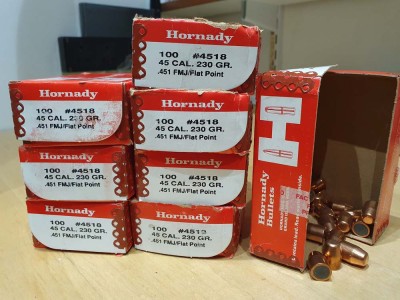 Hornady
100 #4518
45 CAL. 230 GR.
.451 FMJ/Flat Point
Hornady
100 #4518
45 CAL. 230 GR.
.451 FMJ/Flat Point
Hornady
100 #4518
45 CAL. 230 GR.
.451 FMJ/Flat Point
Hornady
100 #4518
45 CAL. 230 GR.
.451 FMJ/Flat Point
100 #4518
45 CAL. 230 GR.
.451 FMJ/Flat Point
100 #4518
45 CAL. 230 GR.
.451 FMJ/Flat Point
100 #4518
45 CAL. 230 GR.
.451 FMJ/Flat Point
Hornady
Bullets
PAC